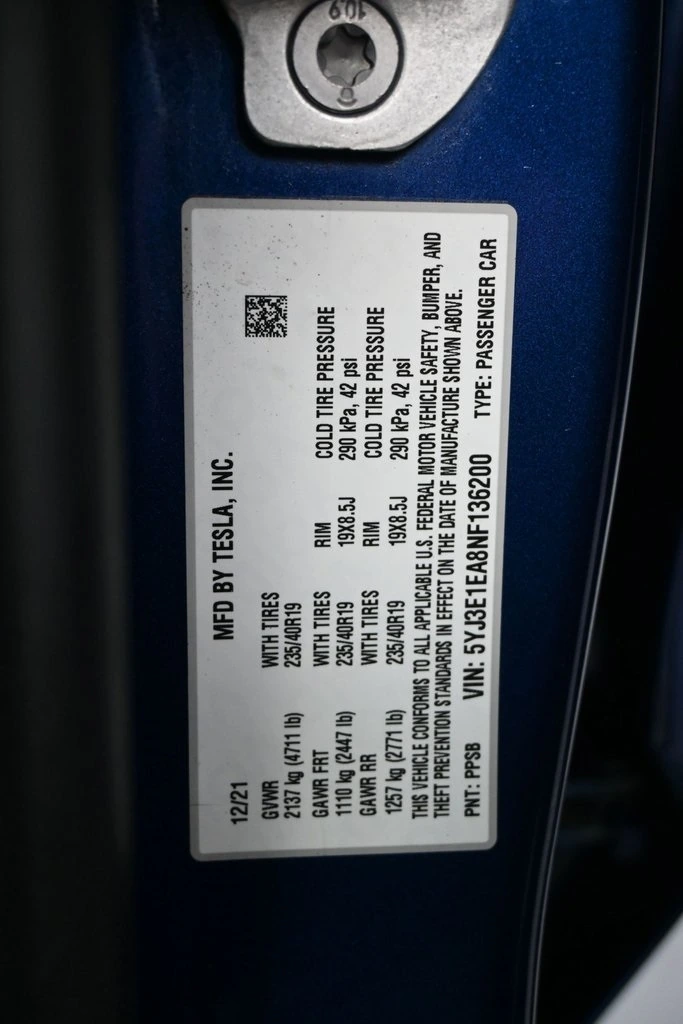 10.9
12/21 MFD BY TESLA, INC.
GVWR WITH TIRES
2137 kg (4711 lb) 235/40R19
GAWR FRT WITH TIRES RIM COLD TIRE PRESSURE
1110 kg (2447 lb) 235/40R19 19X8.5J 290 kPa, 42 psi
GAWR RR WITH TIRES RIM COLD TIRE PRESSURE
1257 kg (2771 lb) 235/40R19 19X8.5J 290 kPa, 42 psi
THIS VEHICLE CONFORMS TO ALL APPLICABLE U.S. FEDERAL MOTOR VEHICLE SAFETY, BUMPER, AND
THEFT PREVENTION STANDARDS IN EFFECT ON THE DATE OF MANUFACTURE SHOWN ABOVE.
PNT: PPSB VIN: 5YJ3E1EA8NF136200 TYPE: PASSENGER CAR